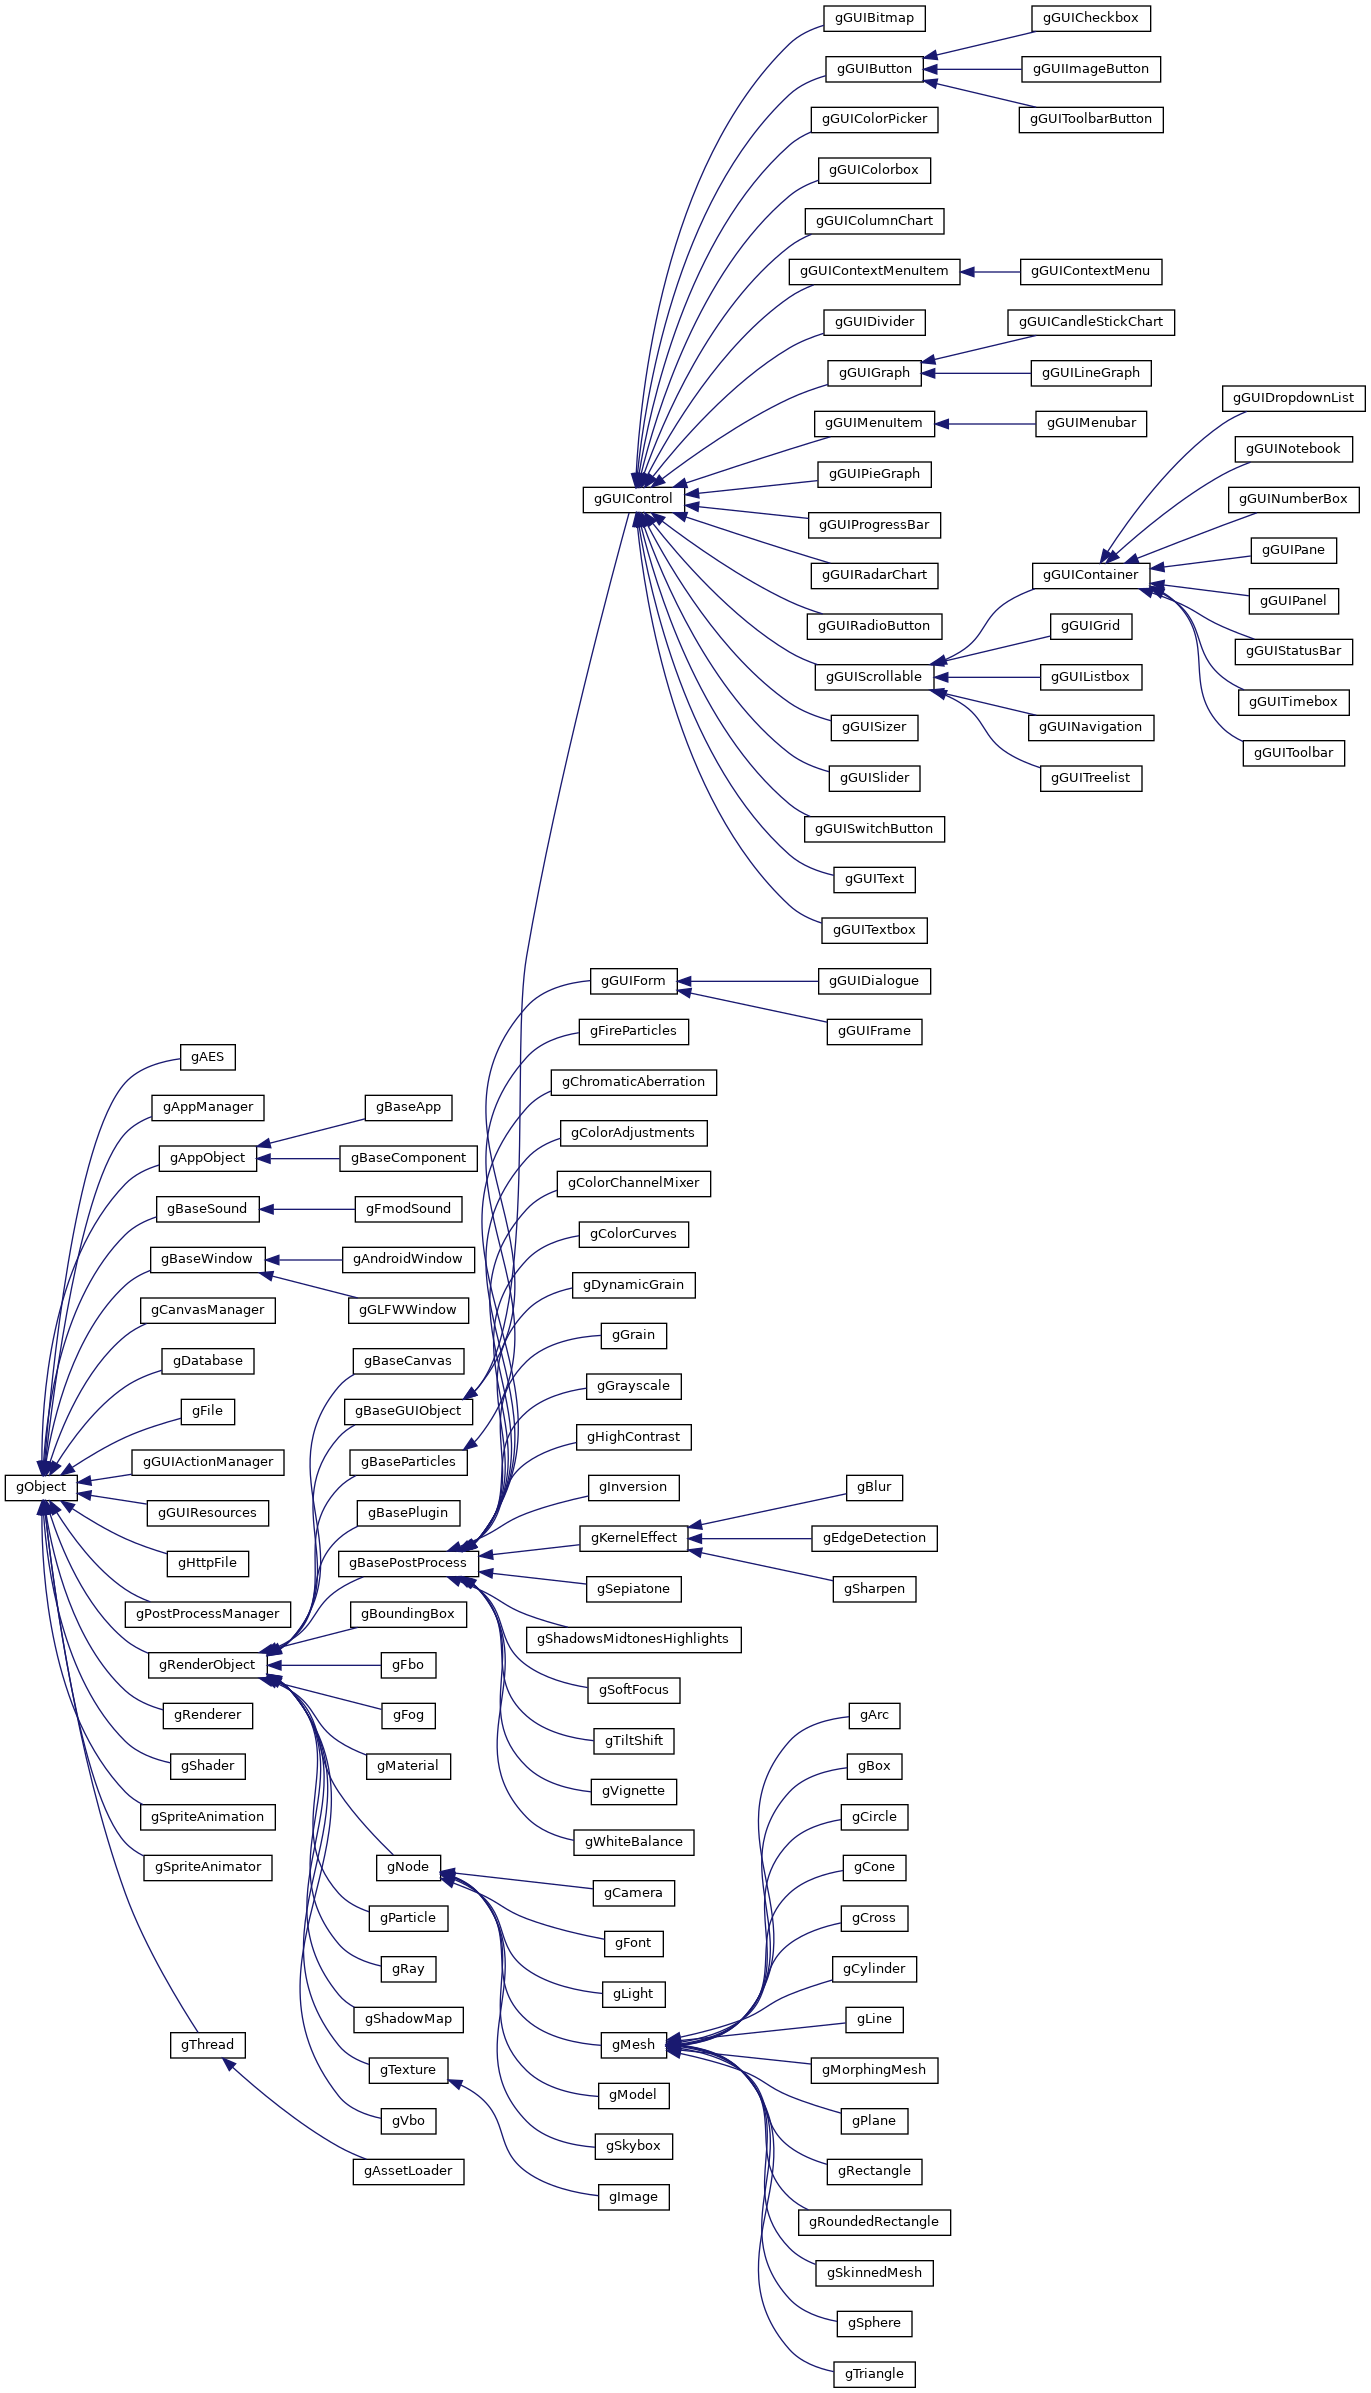 gGUIBitmap
gGUICheckbox
gGUIButton
gGUIImageButton
gGUIColorPicker
gGUIToolbarButton
gGUIColorbox
gGUIColumnChart
gGUIContextMenuItem
gGUIContextMenu
gGUIDivider
gGUICandleStickChart
gGUIGraph
gGUILineGraph
gGUIDropdownList
gGUIMenuItem
gGUIMenubar
gGUINotebook
gGUIPieGraph
gGUIControl
gGUINumberBox
gGUIProgressBar
gGUIPane
gGUIRadarChart
gGUIContainer
gGUIPanel
gGUIRadioButton
gGUIGrid
gGUIStatusBar
gGUIScrollable
gGUIListbox
gGUITimebox
gGUISizer
gGUINavigation
gGUIToolbar
gGUISlider
gGUITreelist
gGUISwitchButton
gGUIText
gGUITextbox
gGUIForm
gGUIDialogue
gFireParticles
gGUIFrame
gAES
gChromaticAberration
gAppManager
gBaseApp
gColorAdjustments
gAppObject
gBaseComponent
gColorChannelMixer
gBaseSound
gFmodSound
gColorCurves
gBaseWindow
gAndroidWindow
gDynamicGrain
gCanvasManager
gGLFWWindow
gGrain
gDatabase
gBaseCanvas
gGrayscale
gFile
gBaseGUIObject
gHighContrast
gGUIActionManager
gBaseParticles
gObject
gInversion
gBlur
gGUIResources
gBasePlugin
gKernelEffect
gEdgeDetection
gHttpFile
gBasePostProcess
gSepiatone
gSharpen
gPostProcessManager
gBoundingBox
gShadowsMidtonesHighlights
gRenderObject
gFbo
gSoftFocus
gRenderer
gFog
gArc
gTiltShift
gShader
gMaterial
gBox
gVignette
gSpriteAnimation
gCircle
gWhiteBalance
gSpriteAnimator
gNode
gCone
gCamera
gParticle
gCross
gFont
gRay
gCylinder
gLight
gShadowMap
gLine
gThread
gMesh
gTexture
gMorphingMesh
gModel
gVbo
gPlane
gSkybox
gAssetLoader
gRectangle
gImage
gRoundedRectangle
gSkinnedMesh
gSphere
gTriangle